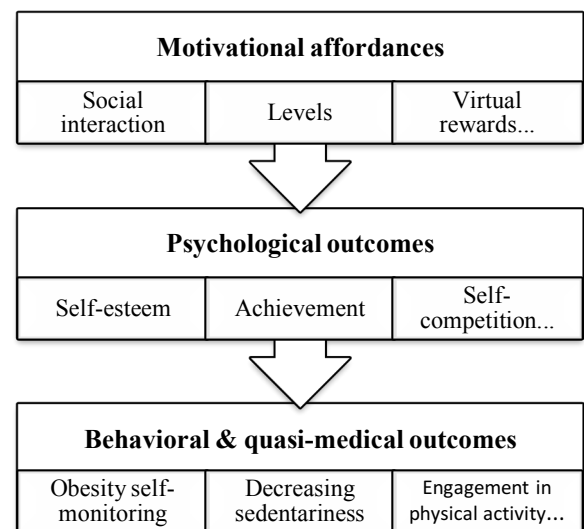 Motivational affordances
Social
interaction
Levels
Virtual
rewards...
Psychological outcomes
Self-esteem
Achievement
Self-
competition...
Behavioral & quasi-medical outcomes
Obesity self-
monitoring
Decreasing
sedentariness
Engagement in
physical activity...